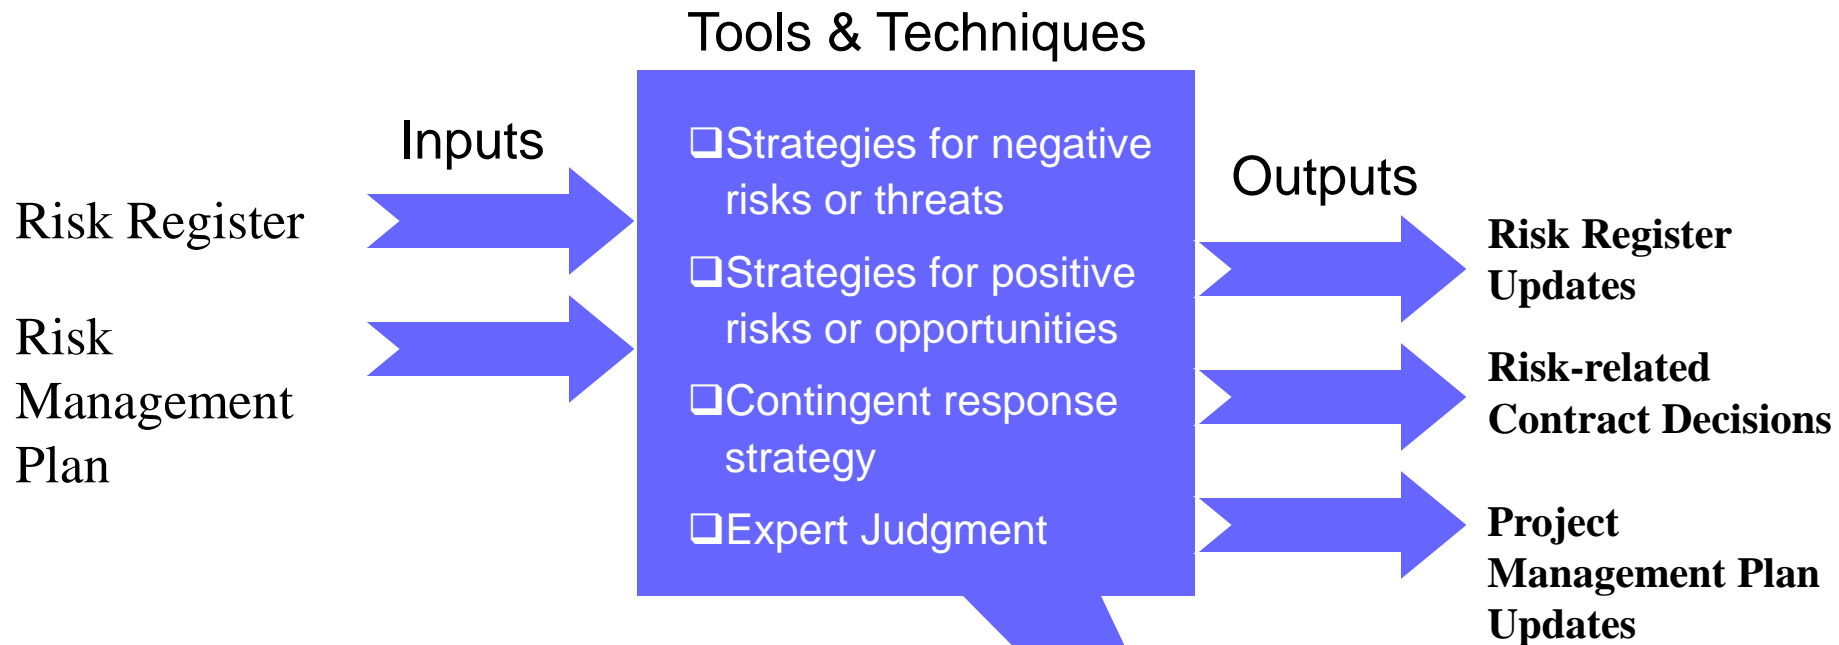 Tools & Techniques
Inputs
Risk Register
Risk
Management
Plan
❑Strategies for negative
risks or threats
❑Strategies for positive
risks or opportunities
❑Contingent response
strategy
❑Expert Judgment
Outputs
Risk Register
Updates
Risk-related
Contract Decisions
Project
Management Plan
Updates